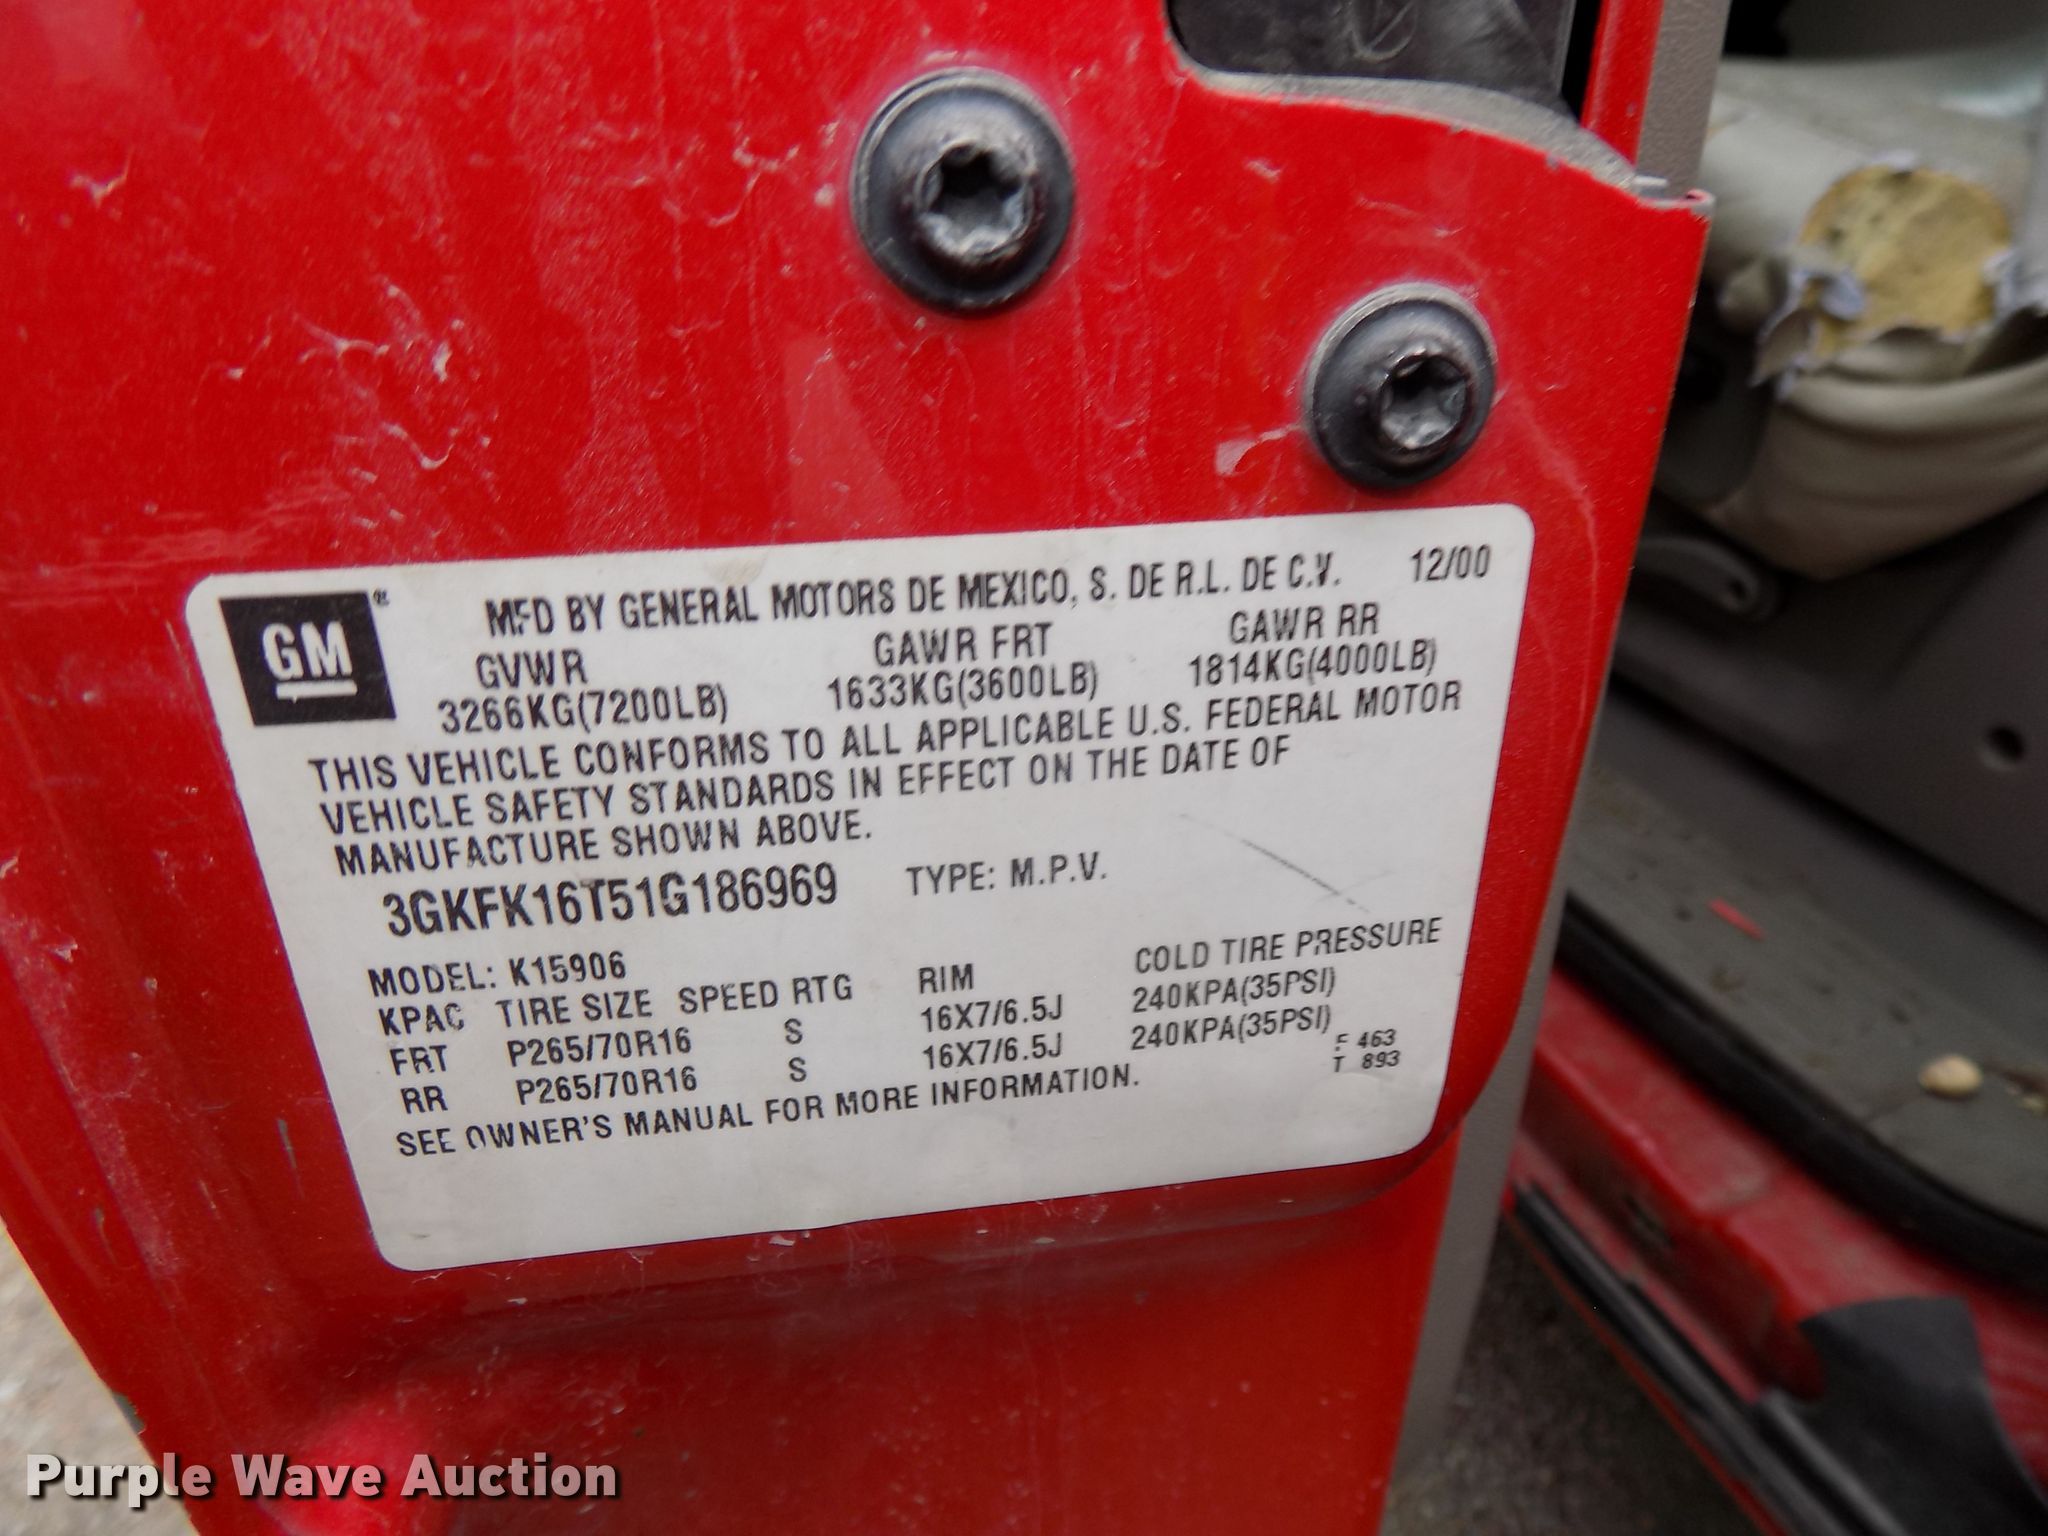 GM®
MFD BY GENERAL MOTORS DE MEXICO, S. DE R.L. DE C.V. 12/00
GVWR GAWR FRT GAWR RR
3266KG(7200LB) 1633KG(3600LB) 1814KG(4000LB)
THIS VEHICLE CONFORMS TO ALL APPLICABLE U.S. FEDERAL MOTOR
VEHICLE SAFETY STANDARDS IN EFFECT ON THE DATE OF
MANUFACTURE SHOWN ABOVE.
3GKFK16T51G186969 TYPE: M.P.V.
MODEL: K15906
KPAC TIRE SIZE SPEED RTG RIM COLD TIRE PRESSURE
FRT P265/70R16 S 16X7/6.5J 240KPA(35PSI)
RR P265/70R16 S 16X7/6.5J 240KPA(35PSI)
SEE OWNER'S MANUAL FOR MORE INFORMATION.
F 463
T 893
Purple Wave Auction